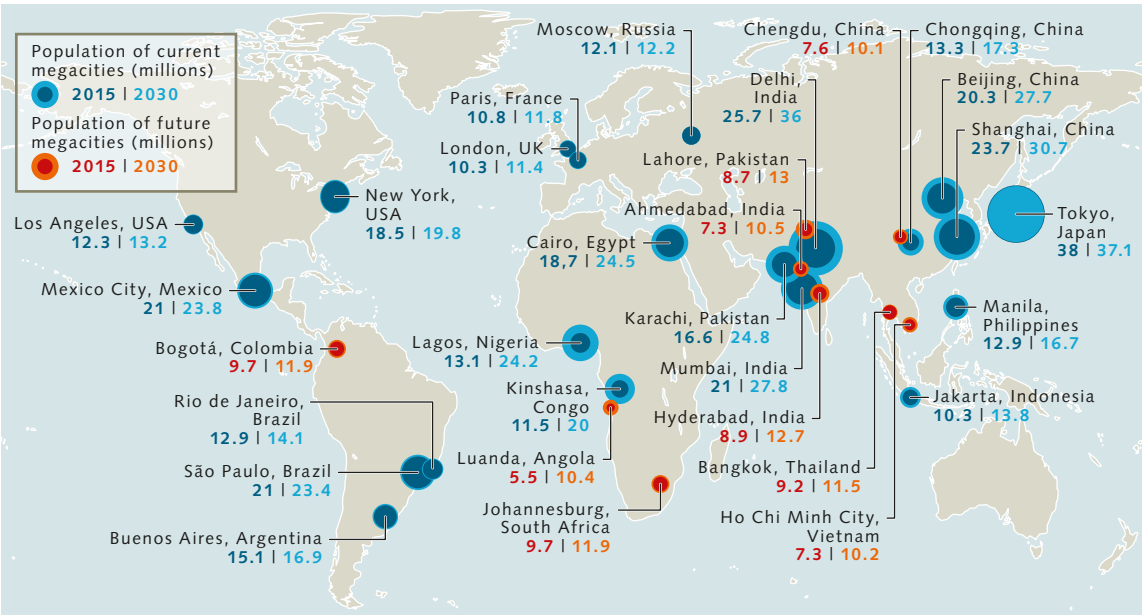 Population of current
megacities (millions)
2015 | 2030
Population of future
megacities (millions)
2015 | 2030
Moscow, Russia
12.1 | 12.2
Chengdu, China
7.6 | 10.1
Chongqing, China
13.3 | 17.3
Paris, France
10.8 | 11.8
Delhi,
India
25.7 | 36
Beijing, China
20.3 | 27.7
London, UK
10.3 | 11.4
Shanghai, China
23.7 | 30.7
Lahore, Pakistan
8.7 | 13
New York,
USA
18.5 | 19.8
Los Angeles, USA
12.3 | 13.2
Ahmedabad, India
7.3 | 10.5
Tokyo,
Japan
38 | 37.1
Cairo, Egypt
18,7 | 24.5
Mexico City, Mexico
21 | 23.8
Karachi, Pakistan
16.6 | 24.8
Manila,
Philippines
12.9 | 16.7
Bogotá, Colombia
9.7 | 11.9
Lagos, Nigeria
13.1 | 24.2
Mumbai, India
21 | 27.8
Kinshasa,
Congo
11.5 | 20
Jakarta, Indonesia
10.3 | 13.8
Rio de Janeiro,
Brazil
12.9 | 14.1
Hyderabad, India
8.9 | 12.7
Luanda, Angola
5.5 | 10.4
Bangkok, Thailand
9.2 | 11.5
São Paulo, Brazil
21 | 23.4
Johannesburg,
South Africa
9.7 | 11.9
Ho Chi Minh City,
Vietnam
7.3 | 10.2
Buenos Aires, Argentina
15.1 | 16.9